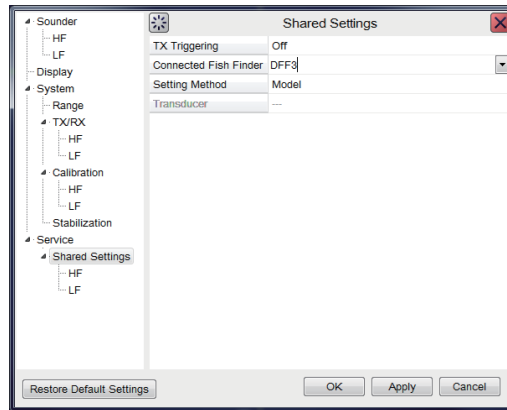 Sounder
HF
LF
Display
System
Range
TX/RX
HF
LF
Calibration
HF
LF
Stabilization
Service
Shared Settings
HF
LF
Restore Default Settings
Shared Settings
TX Triggering Off
Connected Fish Finder DFF3
Setting Method Model
Transducer ---
OK Apply Cancel